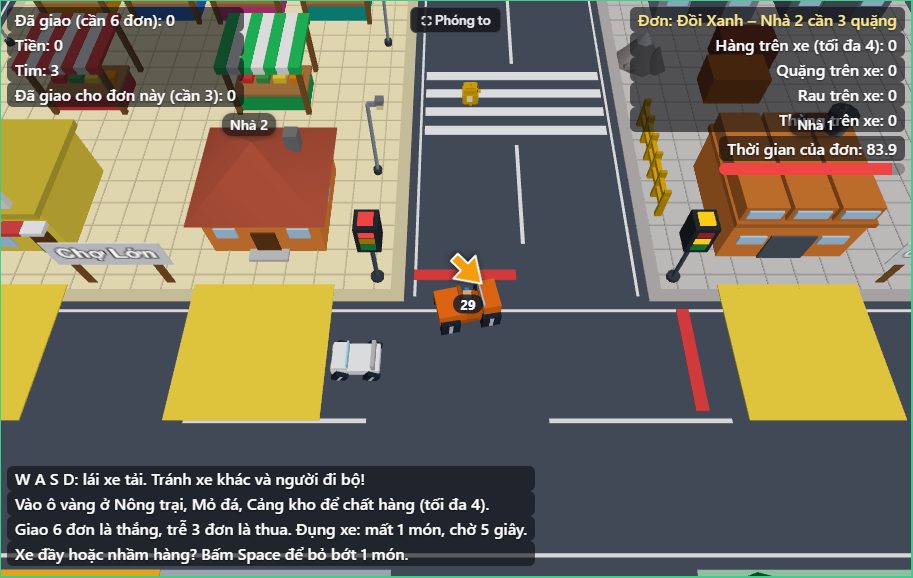 Đã giao (cần 6 đơn): 0
Tiền: 0
Tim: 3
Đã giao cho đơn này (cần 3): 0
Phóng to
Đơn: Đồi Xanh – Nhà 2 cần 3 quặng
Hàng trên xe (tối đa 4): 0
Quặng trên xe: 0
Rau trên xe: 0
trên xe: 0
Nhà 1
Thời gian của đơn: 83.9
Nhà 2
Chợ Lớn
29
W A S D: lái xe tải. Tránh xe khác và người đi bộ!
Vào ô vàng ở Nông trại, Mỏ đá, Cảng kho để chất hàng (tối đa 4).
Giao 6 đơn là thắng, trễ 3 đơn là thua. Đụng xe: mất 1 món, chờ 5 giây.
Xe đầy hoặc nhầm hàng? Bấm Space để bỏ bớt 1 món.